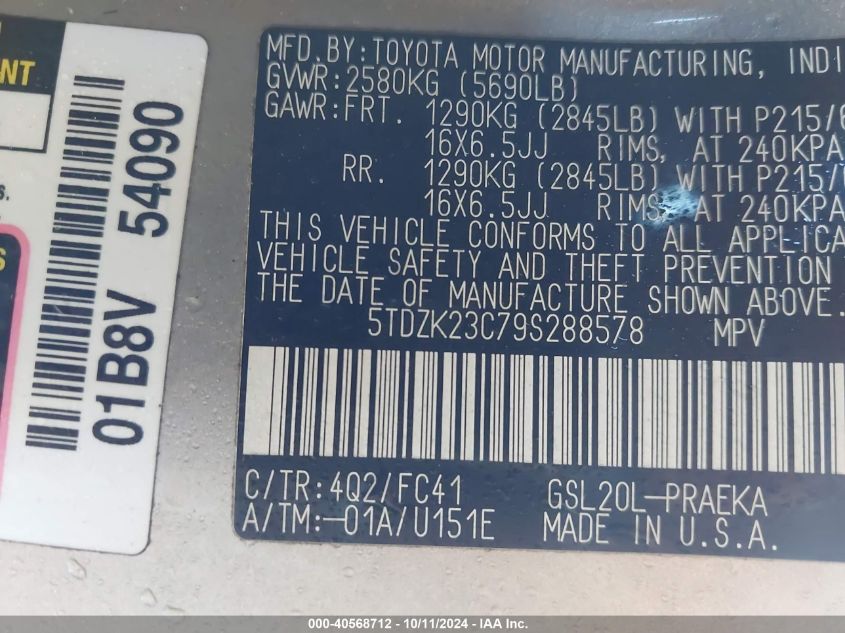 MFD.BY:TOYOTA MOTOR MANUFACTURING, INDI
GVWR:2580KG (5690LB)
GAWR:FRT. 1290KG (2845LB) WITH P215/6
16X6.5JJ RIMS, AT 240KPA
RR. 1290KG (2845LB) WITH P215/
16X6.5JJ RIMS, AT 240KPA
THIS VEHICLE CONFORMS TO ALL APPLICA
VEHICLE SAFETY AND THEFT PREVENTION
THE DATE OF MANUFACTURE SHOWN ABOVE.
5TDZK23C79S288578 MPV
C/TR:4Q2/FC41 GSL20L-PRAEKA
A/TM:-01A/U151E MADE IN U.S.A.
01B8V 54090
000-40568712 - 10/11/2024 - IAAI Inc.